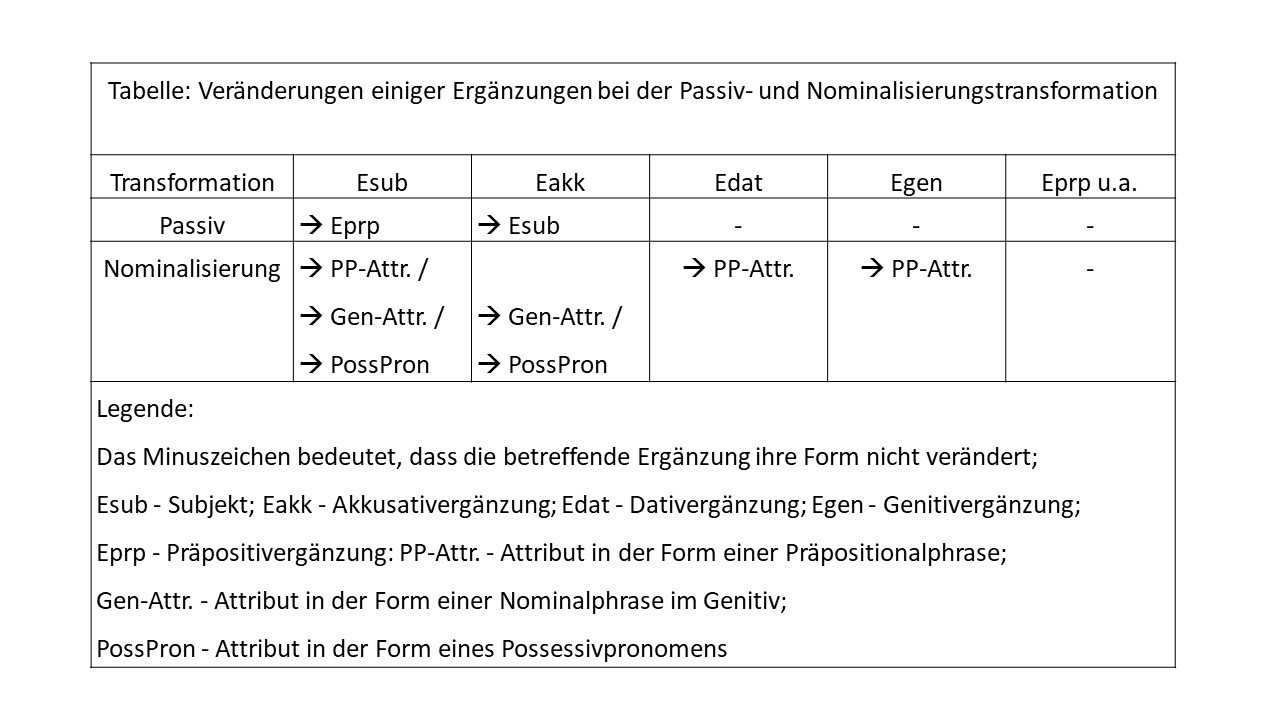 Tabelle: Veränderungen einiger Ergänzungen bei der Passiv- und Nominalisierungstransformation
Transformation Esub Eakk Edat Egen Eprp u.a.
Passiv → Eprp → Esub - - -
Nominalisierung → PP-Attr. / → PP-Attr. → PP-Attr. -
→ Gen-Attr. / → Gen-Attr. /
→ PossPron → PossPron
Legende:
Das Minuszeichen bedeutet, dass die betreffende Ergänzung ihre Form nicht verändert;
Esub - Subjekt; Eakk - Akkusativergänzung; Edat - Dativergänzung; Egen - Genitivergänzung;
Eprp - Präpositivergänzung: PP-Attr. - Attribut in der Form einer Präpositionalphrase;
Gen-Attr. - Attribut in der Form einer Nominalphrase im Genitiv;
PossPron - Attribut in der Form eines Possessivpronomens